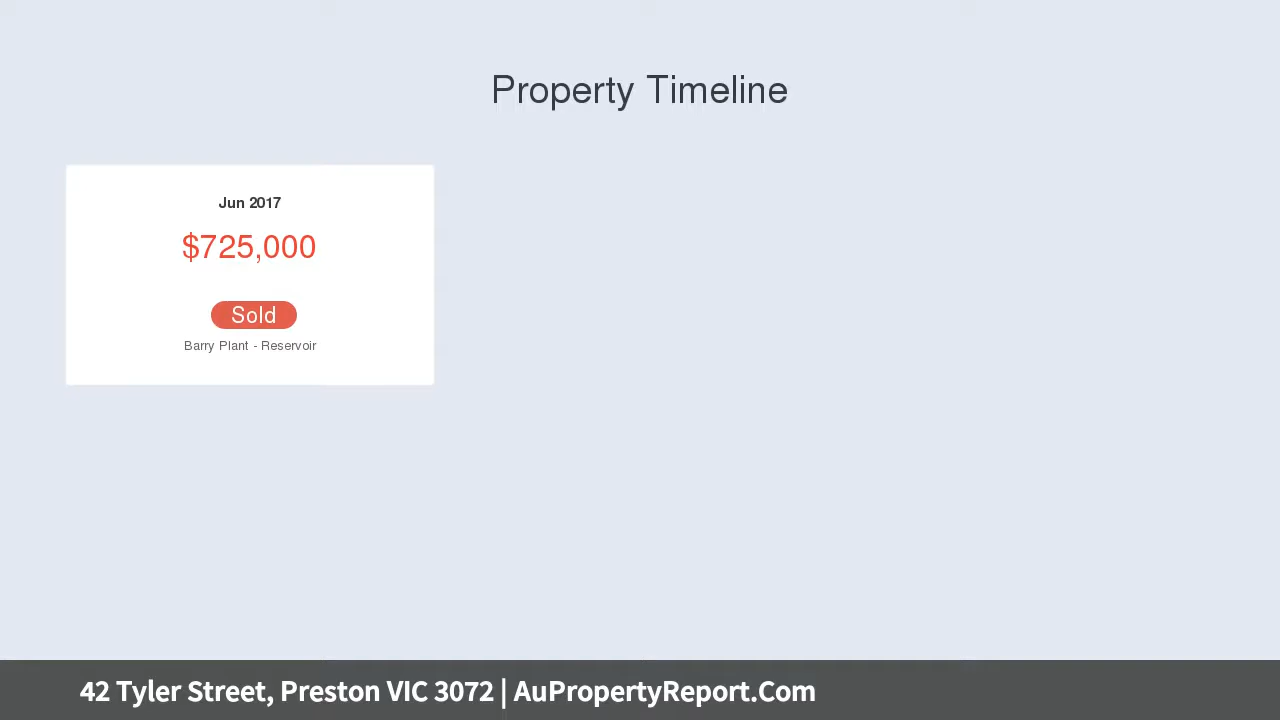 Property Timeline
Jun 2017
$725,000
Sold
Barry Plant - Reservoir
42 Tyler Street, Preston VIC 3072 | AuPropertyReport.Com